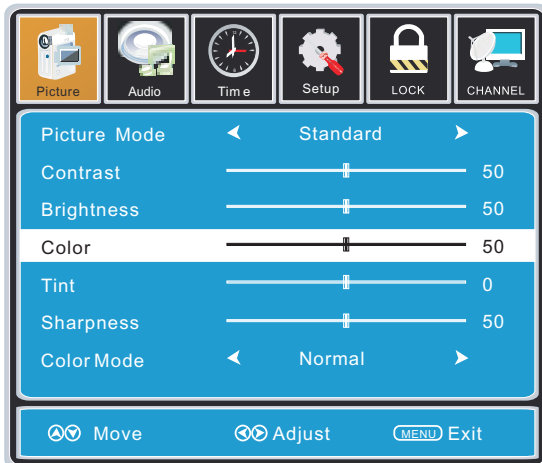 Picture Audio Time Setup LOCK CHANNEL
Picture Mode Standard
Contrast 50
Brightness 50
Color 50
Tint 0
Sharpness 50
Color Mode Normal
Move Adjust MENU Exit